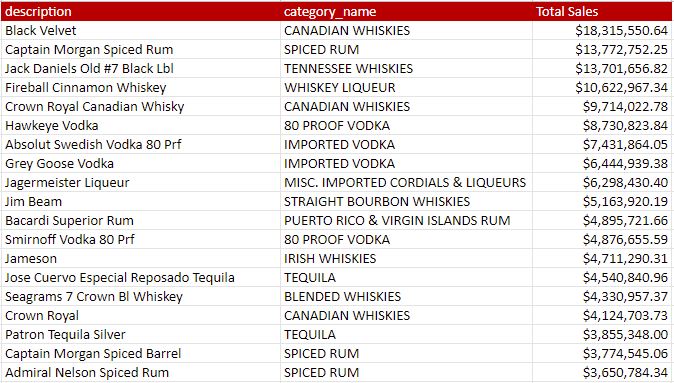 description category_name Total Sales
Black Velvet CANADIAN WHISKIES $18,315,550.64
Captain Morgan Spiced Rum SPICED RUM $13,772,752.25
Jack Daniels Old #7 Black Lbl TENNESSEE WHISKIES $13,701,656.82
Fireball Cinnamon Whiskey WHISKEY LIQUEUR $10,622,967.34
Crown Royal Canadian Whisky CANADIAN WHISKIES $9,714,022.78
Hawkeye Vodka 80 PROOF VODKA $8,730,823.84
Absolut Swedish Vodka 80 Prf IMPORTED VODKA $7,431,864.05
Grey Goose Vodka IMPORTED VODKA $6,444,939.38
Jagermeister Liqueur MISC. IMPORTED CORDIALS & LIQUEURS $6,298,430.40
Jim Beam STRAIGHT BOURBON WHISKIES $5,163,920.19
Bacardi Superior Rum PUERTO RICO & VIRGIN ISLANDS RUM $4,895,721.66
Smirnoff Vodka 80 Prf 80 PROOF VODKA $4,876,655.59
Jameson IRISH WHISKIES $4,711,290.31
Jose Cuervo Especial Reposado Tequila TEQUILA $4,540,840.96
Seagrams 7 Crown Bl Whiskey BLENDED WHISKIES $4,330,957.37
Crown Royal CANADIAN WHISKIES $4,124,703.73
Patron Tequila Silver TEQUILA $3,855,348.00
Captain Morgan Spiced Barrel SPICED RUM $3,774,545.06
Admiral Nelson Spiced Rum SPICED RUM $3,650,784.34